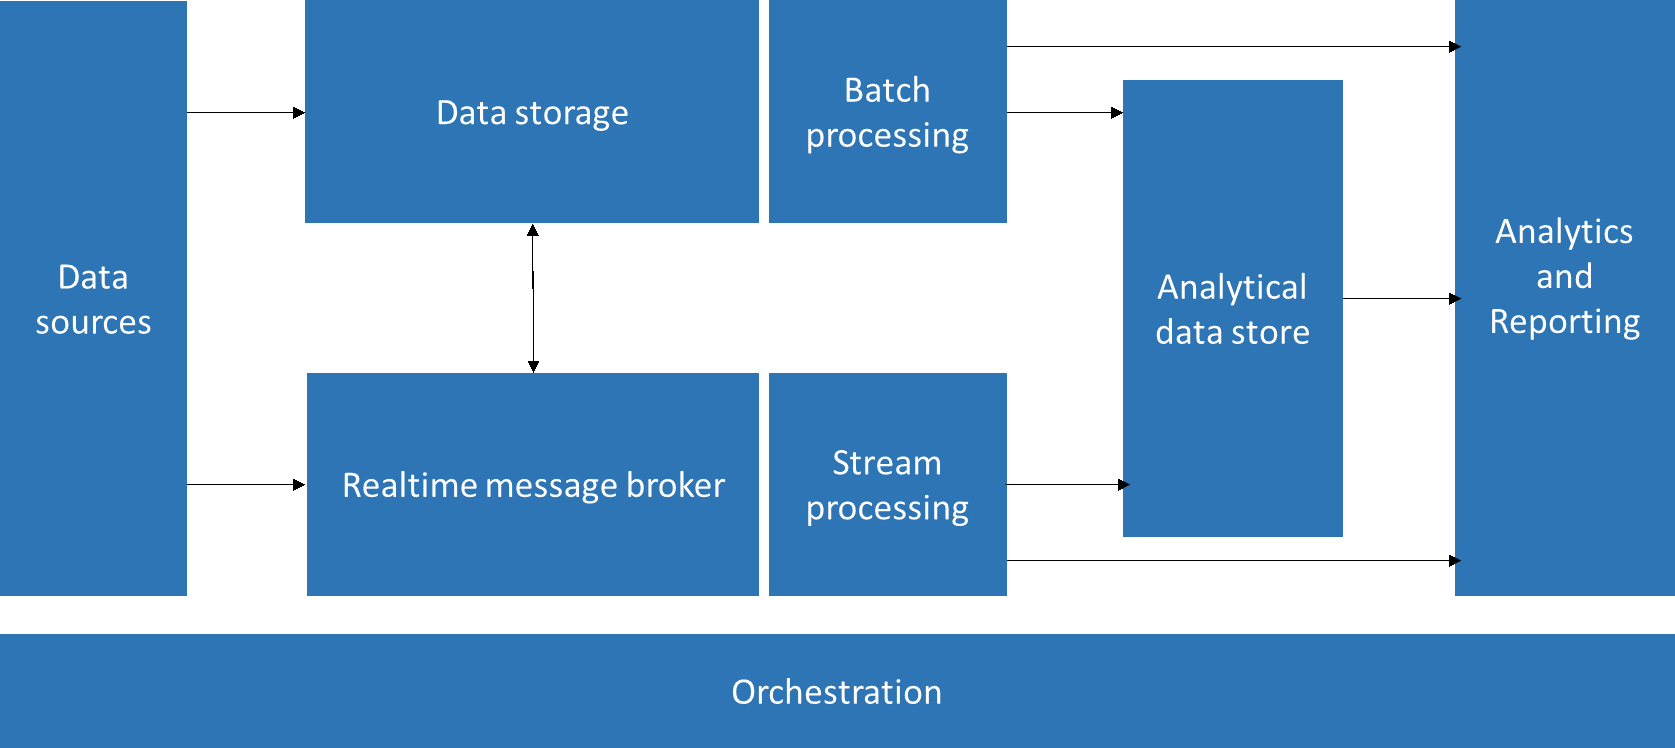 Data
sources
Data storage
Batch
processing
Realtime message broker
Stream
processing
Analytical
data store
Analytics
and
Reporting
Orchestration